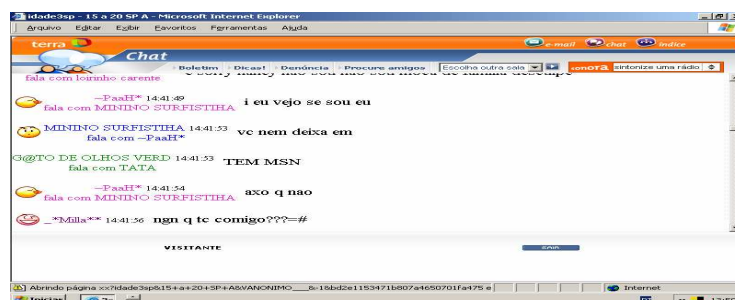 idade3sp - 15 a 20 SP A - Microsoft Internet Explorer
Arquivo Editar Exibir Favoritos Ferramentas Ajuda
terra e-mail chat índice
Chat
Boletim Dicas! Denúncia Procure amigos Escolha outra sala sonora sintonize uma rádio
fala com loirinho carente
~PaaH* 14:41:49 i eu vejo se sou eu
fala com MININO SURFISTIHA
MININO SURFISTIHA 14:41:53 vc nem deixa em
fala com ~PaaH*
G@TO DE OLHOS VERD 14:41:53 TEM MSN
fala com TATA
~PaaH* 14:41:54 axo q nao
fala com MININO SURFISTIHA
_*Milla** 14:41:56 ngn q tc comigo???=#
VISITANTE SAIR
Abrindo página Internet
Iniciar